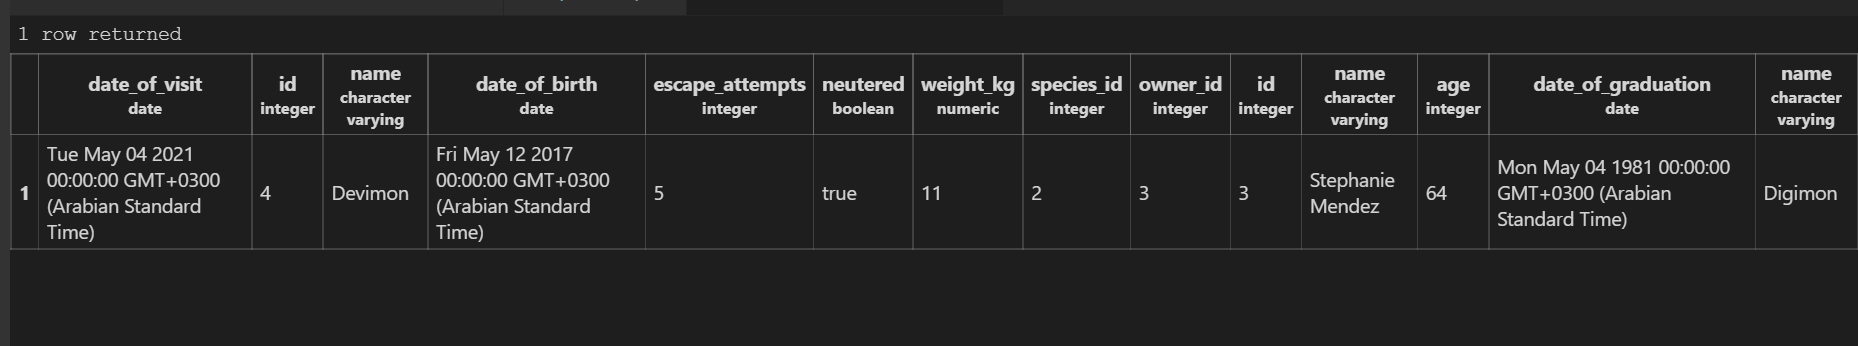 1 row returned
date_of_visit
date
id
integer
name
character
varying
date_of_birth
date
escape_attempts
integer
neutered
boolean
weight_kg
numeric
species_id
integer
owner_id
integer
id
integer
name
character
varying
age
integer
date_of_graduation
date
name
character
varying
1
Tue May 04 2021
00:00:00 GMT+0300
(Arabian Standard
Time)
4
Devimon
Fri May 12 2017
00:00:00 GMT+0300
(Arabian Standard
Time)
5
true
11
2
3
3
Stephanie
Mendez
64
Mon May 04 1981 00:00:00
GMT+0300 (Arabian
Standard Time)
Digimon